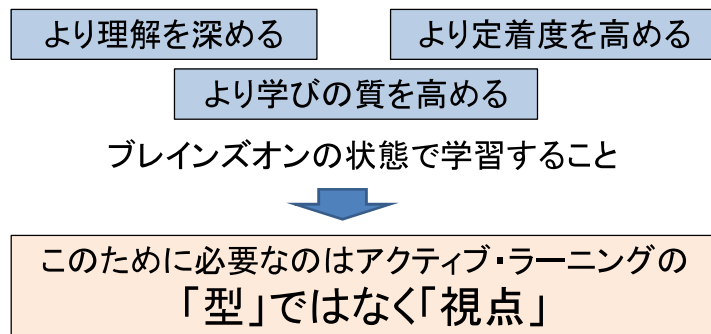 より理解を深める
より定着度を高める
より学びの質を高める
ブレインズオンの状態で学習すること
このために必要なのはアクティブ・ラーニングの
「型」ではなく「視点」